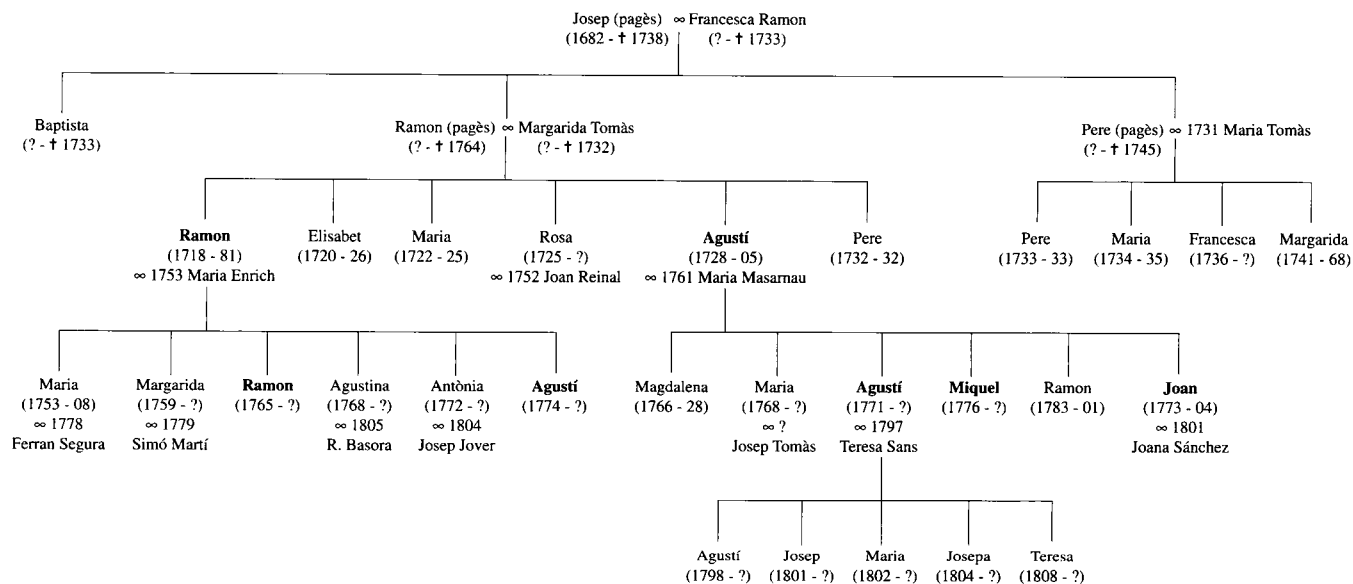 Josep (pagès) ∞ Francesca Ramon
(1682 - † 1738) (? - † 1733)
Baptista
(? - † 1733)
Ramon (pagès) ∞ Margarida Tomàs
(? - † 1764) (? - † 1732)
Pere (pagès) ∞ 1731 Maria Tomàs
(? - † 1745)
Ramon
(1718 - 81)
∞ 1753 Maria Enrich
Elisabet
(1720 - 26)
Maria
(1722 - 25)
Rosa
(1725 - ?)
∞ 1752 Joan Reinal
Agustí
(1728 - 05)
∞ 1761 Maria Masarnau
Pere
(1732 - 32)
Pere
(1733 - 33)
Maria
(1734 - 35)
Francesca
(1736 - ?)
Margarida
(1741 - 68)
Maria
(1753 - 08)
∞ 1778
Ferran Segura
Margarida
(1759 - ?)
∞ 1779
Simó Martí
Ramon
(1765 - ?)
Agustina
(1768 - ?)
∞ 1805
R. Basora
Antònia
(1772 - ?)
∞ 1804
Josep Jover
Agustí
(1774 - ?)
Magdalena
(1766 - 28)
Maria
(1768 - ?)
∞ ?
Josep Tomàs
Agustí
(1771 - ?)
∞ 1797
Teresa Sans
Miquel
(1776 - ?)
Ramon
(1783 - 01)
Joan
(1773 - 04)
∞ 1801
Joana Sánchez
Agustí
(1798 - ?)
Josep
(1801 - ?)
Maria
(1802 - ?)
Josepa
(1804 - ?)
Teresa
(1808 - ?)